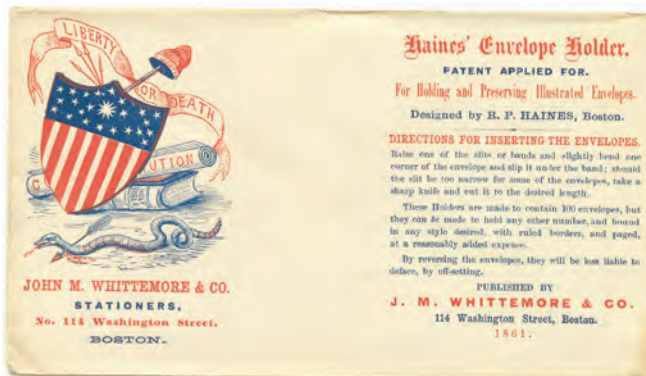 LIBERTY
OR DEATH
C UTION
JOHN M. WHITTEMORE & CO.
STATIONERS,
No. 114 Washington Street,
BOSTON.
Haines' Envelope Holder.
PATENT APPLIED FOR.
For Holding and Preserving Illustrated Envelopes.
Designed by R. P. HAINES, Boston.
DIRECTIONS FOR INSERTING THE ENVELOPES.
Raise one of the slits or bands and slightly bend one
corner of the envelope and slip it under the band; should
the slit be too narrow for some of the envelopes, take a
sharp knife and cut it to the desired length.
These Holders are made to contain 100 envelopes, but
they can be made to hold any other number, and bound
in any style desired, with ruled borders, and paged,
at a reasonably added expense.
By reversing the envelopes, they will be less liable to
deface, by off-setting.
PUBLISHED BY
J. M. WHITTEMORE & CO.
114 Washington Street, Boston.
1861.